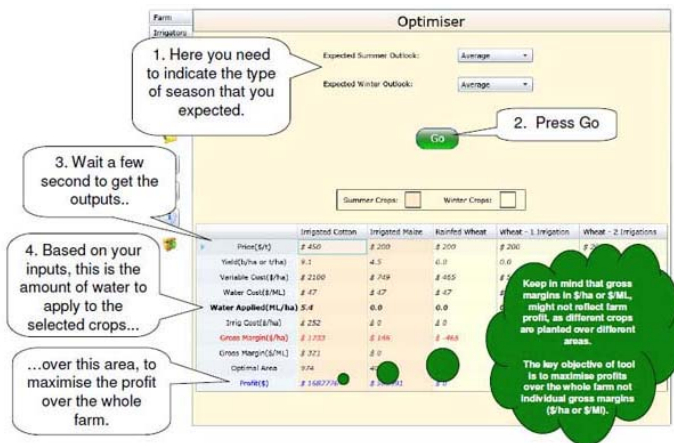 Farm
Irrigators
Optimiser
1. Here you need
to indicate the type
of season that you
expected.
Expected Summer Outlook:
Average
Expected Winter Outlook:
Average
2. Press Go
Go
3. Wait a few
second to get the
outputs..
Summer Crops:
Winter Crops:
Irrigated Cotton
Irrigated Maize
Rainfed Wheat
Wheat - 1 Irrigation
Wheat - 2 Irrigations
Price($/t)
$ 450
$ 200
$ 200
$ 200
Yield(b/ha or t/ha)
9.1
4.5
0.0
Variable Cost($/ha)
$ 2100
$ 749
$ 465
Water Cost($/ML)
$ 47
$ 47
$ 47
Water Applied(ML/ha)
5.4
0.0
0.0
Irrig Cost($/ha)
$ 252
$ 0
$ 0
Gross Margin($/ha)
$ 1733
$ 146
$ -465
Gross Margin($/ML)
$ 321
$ 0
Optimal Area
974
Profit($)
4. Based on your
inputs, this is the
amount of water to
apply to the
selected crops...
...over this area, to
maximise the profit
over the whole
farm.
Keep in mind that gross
margins in $/ha or $/ML,
might not reflect farm
profit, as different crops
are planted over different
areas.
The key objective of tool
is to maximise profits
over the whole farm not
individual gross margins
($/ha or $/Ml).